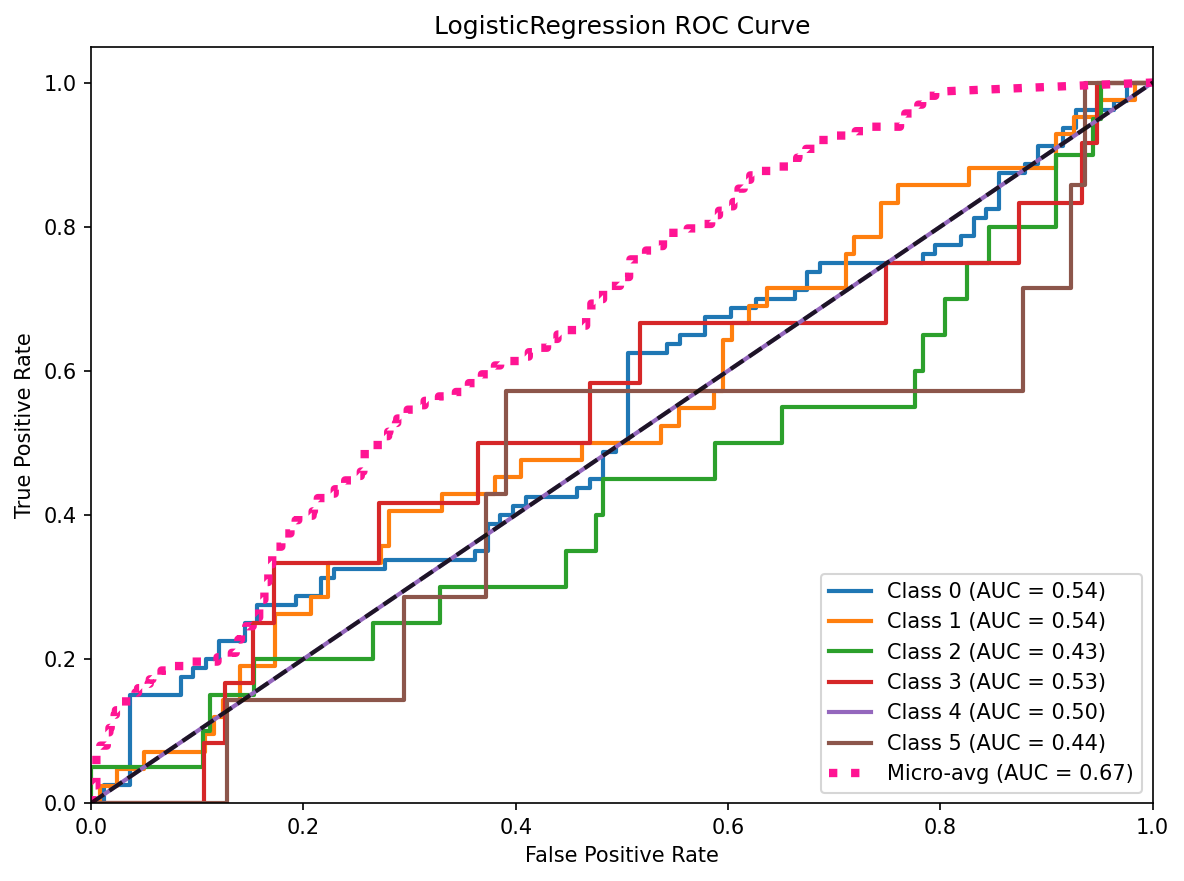 LogisticRegression ROC Curve
True Positive Rate
1.0
0.8
0.6
0.4
0.2
0.0
Class 0 (AUC = 0.54)
Class 1 (AUC = 0.54)
Class 2 (AUC = 0.43)
Class 3 (AUC = 0.53)
Class 4 (AUC = 0.50)
Class 5 (AUC = 0.44)
Micro-avg (AUC = 0.67)
0.0 0.2 0.4 0.6 0.8 1.0
False Positive Rate